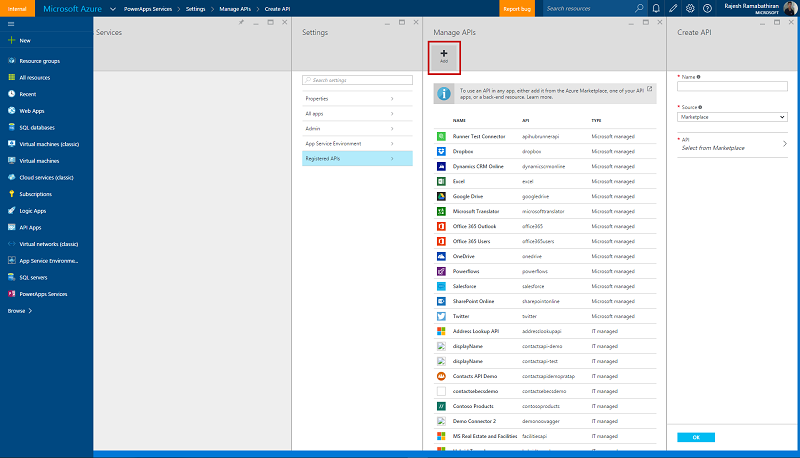 Internal
Microsoft Azure
PowerApps Services > Settings > Manage APIs > Create API
Report bug
Search resources
Rajesh Ramabathiran
MICROSOFT
New
Resource groups
All resources
Recent
Web Apps
SQL databases
Virtual machines (classic)
Virtual machines
Cloud services (classic)
Subscriptions
Logic Apps
API Apps
Virtual networks (classic)
App Service Environme...
SQL servers
PowerApps Services
Browse >
Services
Settings
Search settings
Properties
All apps
Admin
App Service Environment
Registered APIs
Manage APIs
Add
To use an API in any app, either add it from the Azure Marketplace, one of your API
apps, or a back-end resource. Learn more.
NAME API TYPE
Runner Test Connector apihubrunnerapi Microsoft managed
Dropbox dropbox Microsoft managed
Dynamics CRM Online dynamicscrmonline Microsoft managed
Excel excel Microsoft managed
Google Drive googledrive Microsoft managed
Microsoft Translator microsofttranslator Microsoft managed
Office 365 Outlook office365 Microsoft managed
Office 365 Users office365users Microsoft managed
OneDrive onedrive Microsoft managed
Powerflows powerflows Microsoft managed
Salesforce salesforce Microsoft managed
SharePoint Online sharepointonline Microsoft managed
Twitter twitter Microsoft managed
Address Lookup API addresslookupapi IT managed
displayName contactsapi-demo IT managed
displayName contactsapi-test IT managed
Contacts API Demo contactsapidemopratap IT managed
contactsebecsdemo contactsebecsdemo IT managed
Contoso Products contosoproducts IT managed
Demo Connector 2 demonoswagger IT managed
MS Real Estate and Facilities facilitiesapi IT managed
Create API
* Name
* Source
Marketplace
* API
Select from Marketplace
OK